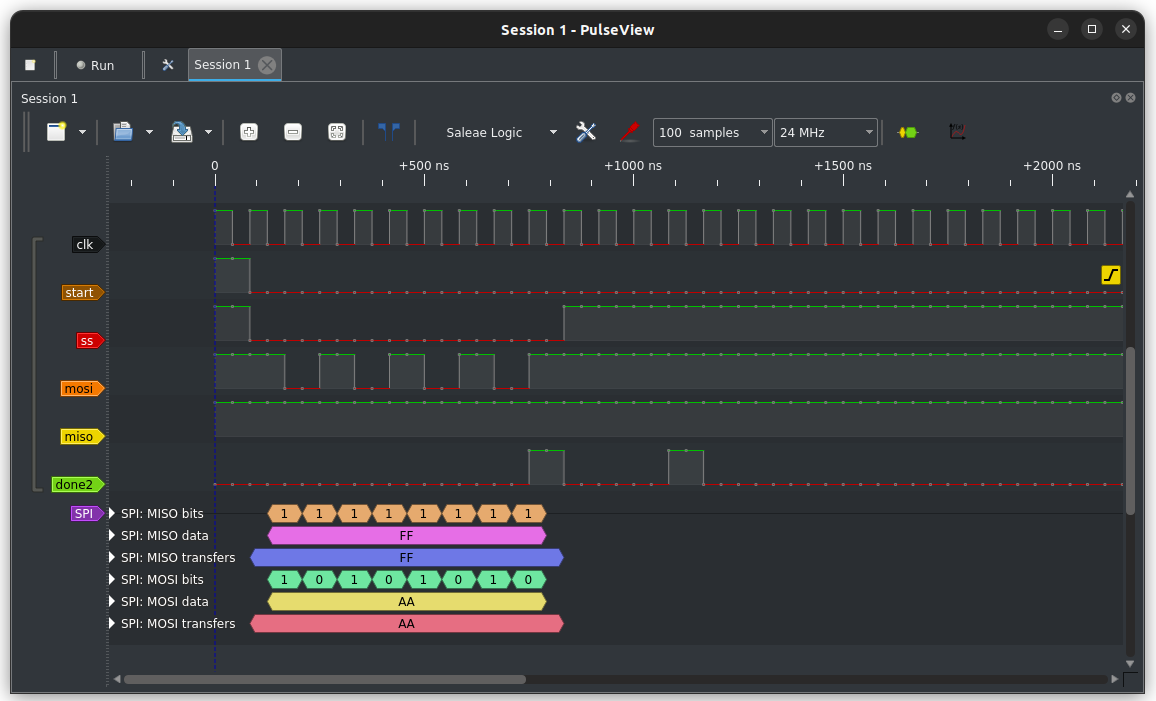 Session 1 - PulseView
Run
Session 1
Session 1
Saleae Logic
100 samples
24 MHz
0 +500 ns +1000 ns +1500 ns +2000 ns
clk
start
ss
mosi
miso
done2
SPI
SPI: MISO bits 1 1 1 1 1 1 1 1
SPI: MISO data FF
SPI: MISO transfers FF
SPI: MOSI bits 1 0 1 0 1 0 1 0
SPI: MOSI data AA
SPI: MOSI transfers AA